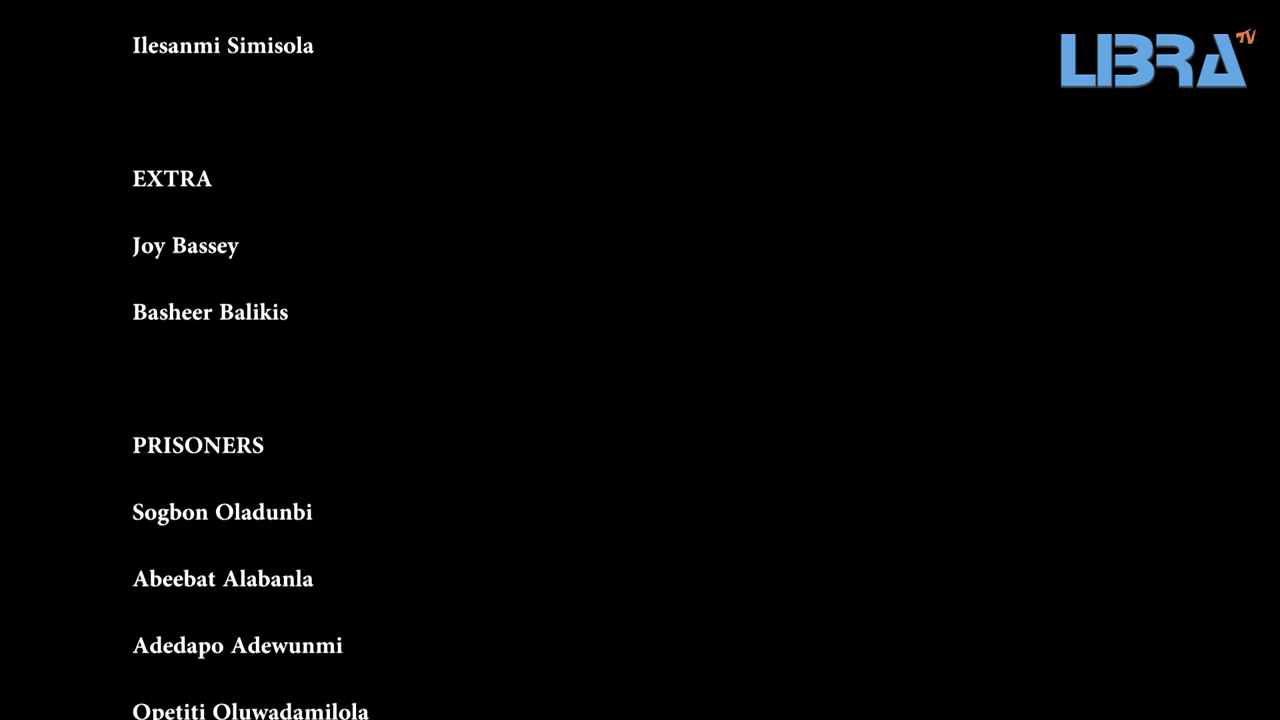 Ilesanmi Simisola
LIBRA TV
EXTRA
Joy Bassey
Basheer Balikis
PRISONERS
Sogbon Oladunbi
Abeebat Alabanla
Adedapo Adewunmi
Opetiti Oluwadamilola